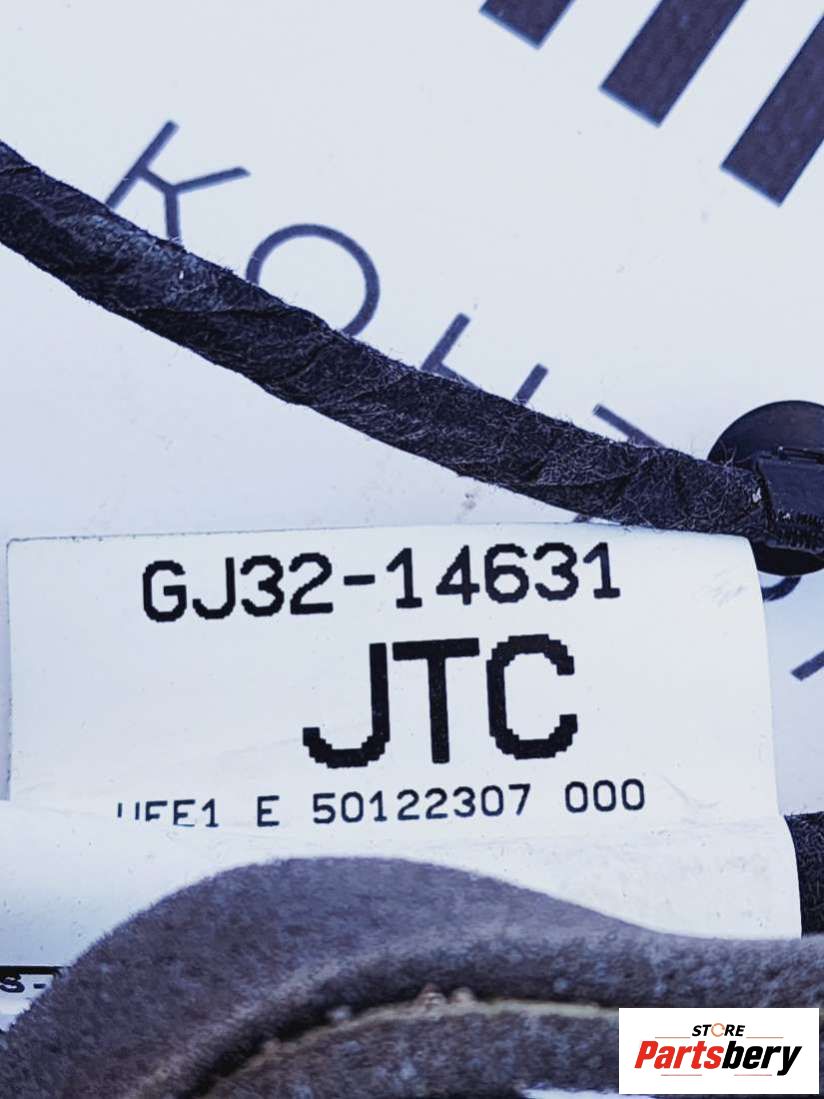 GJ32-14631
JTC
E 50122307 000
STORE
Partsbery